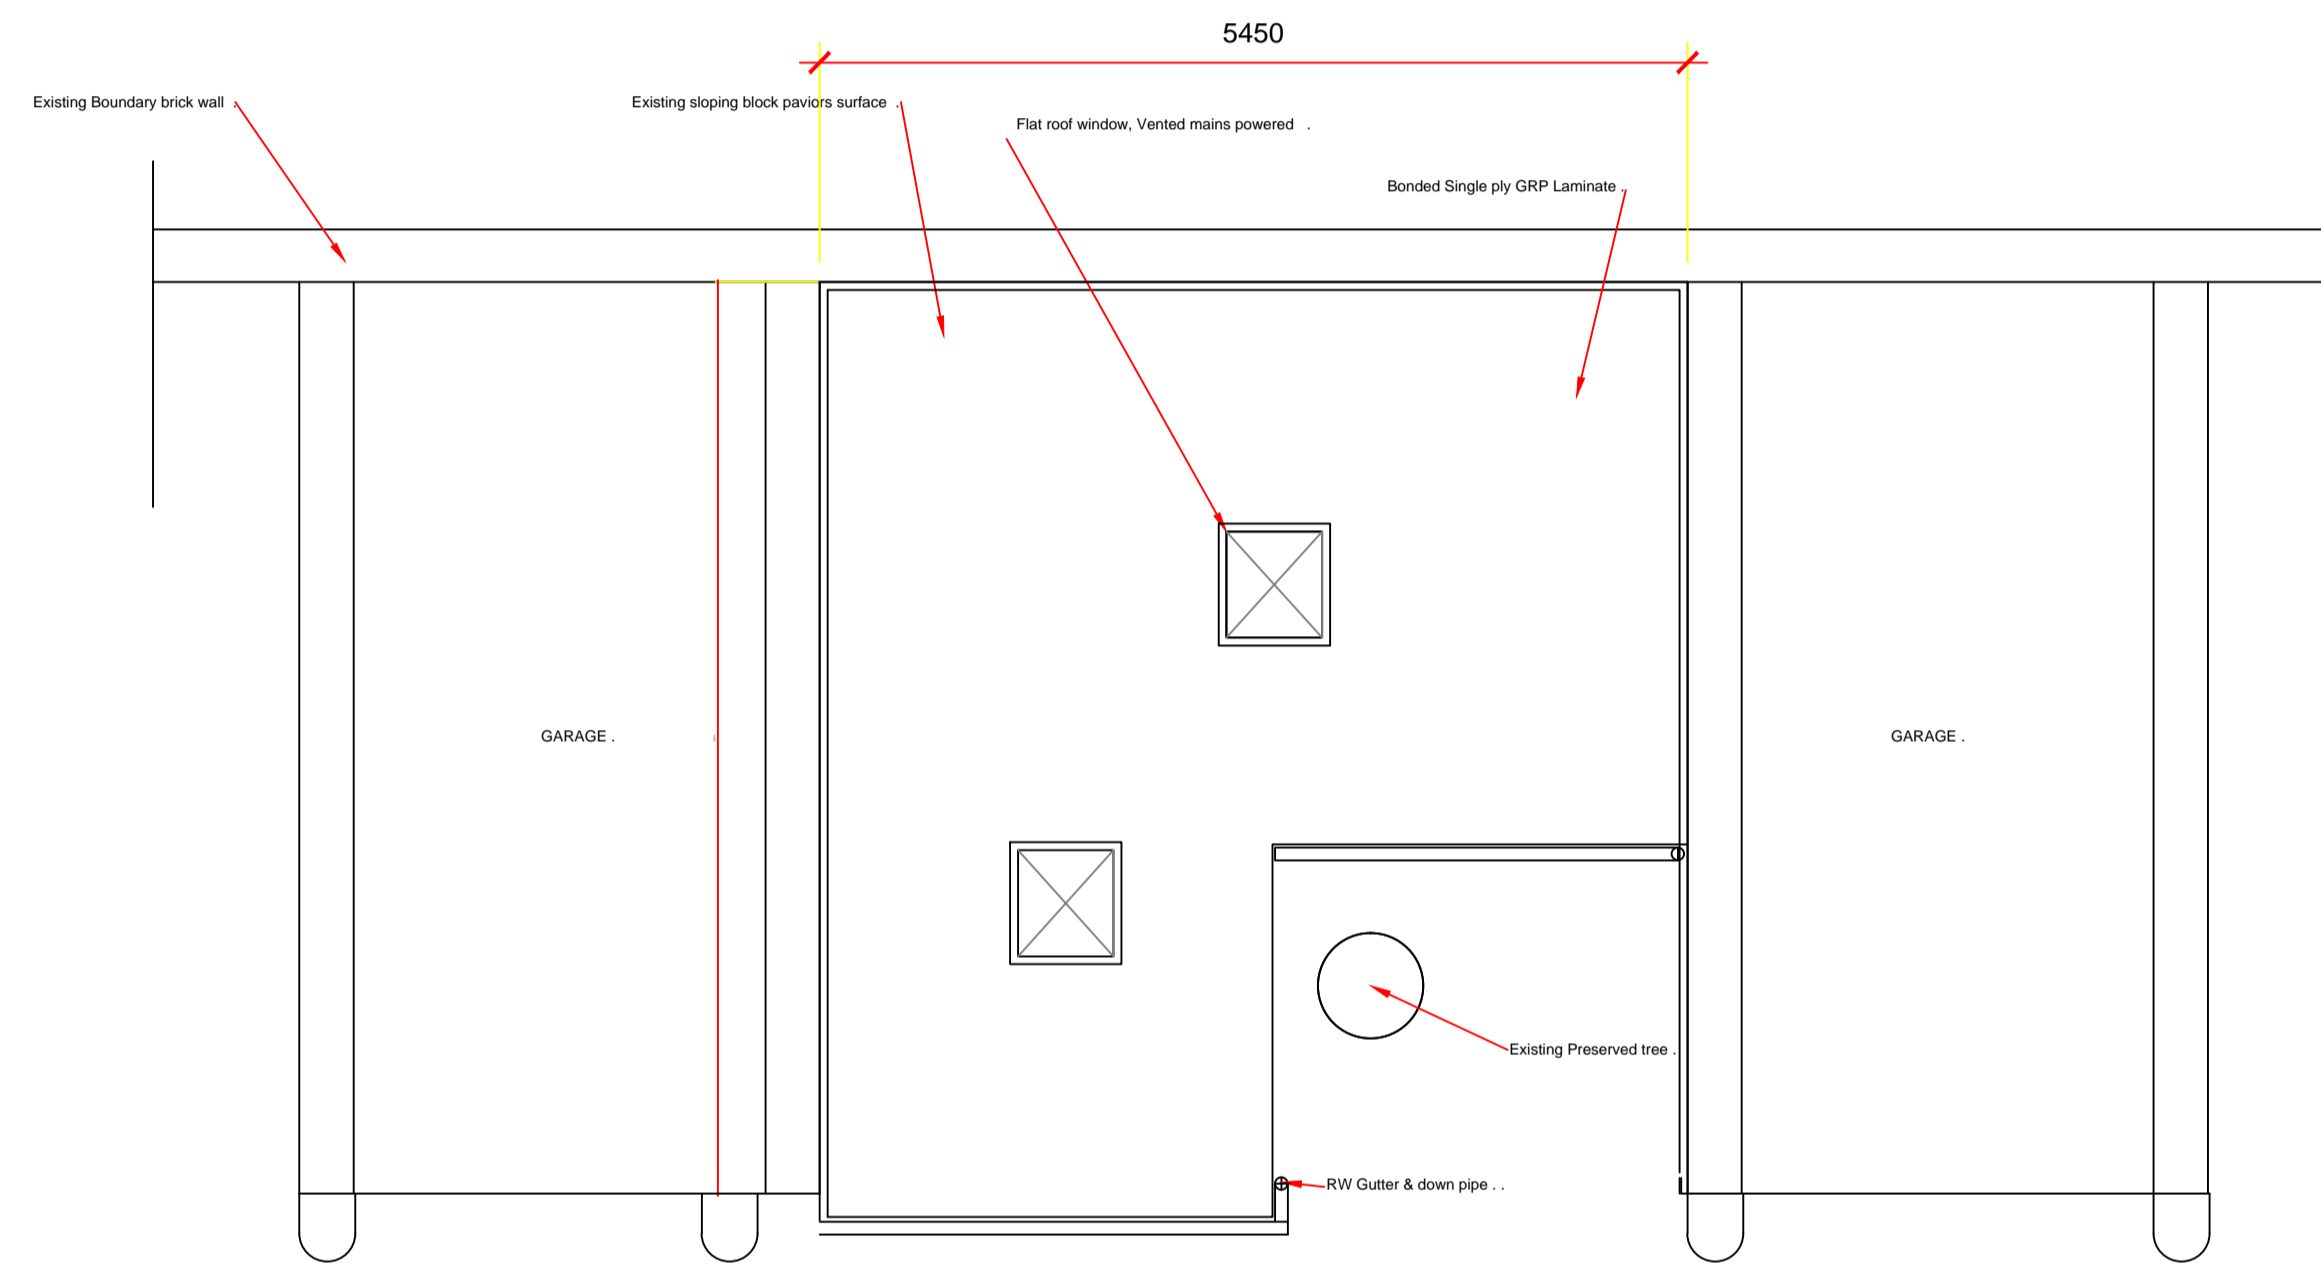 5450
Existing Boundary brick wall .
Existing sloping block paviors surface .
Flat roof window, Vented mains powered .
Bonded Single ply GRP Laminate .
GARAGE .
GARAGE .
Existing Preserved tree .
RW Gutter & down pipe . .